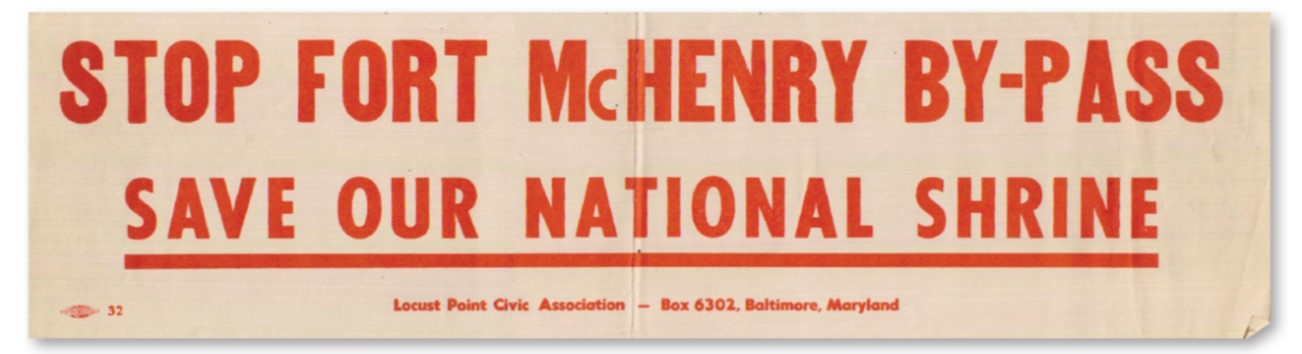 STOP FORT McHENRY BY-PASS
SAVE OUR NATIONAL SHRINE
32 Locust Point Civic Association — Box 6302, Baltimore, Maryland